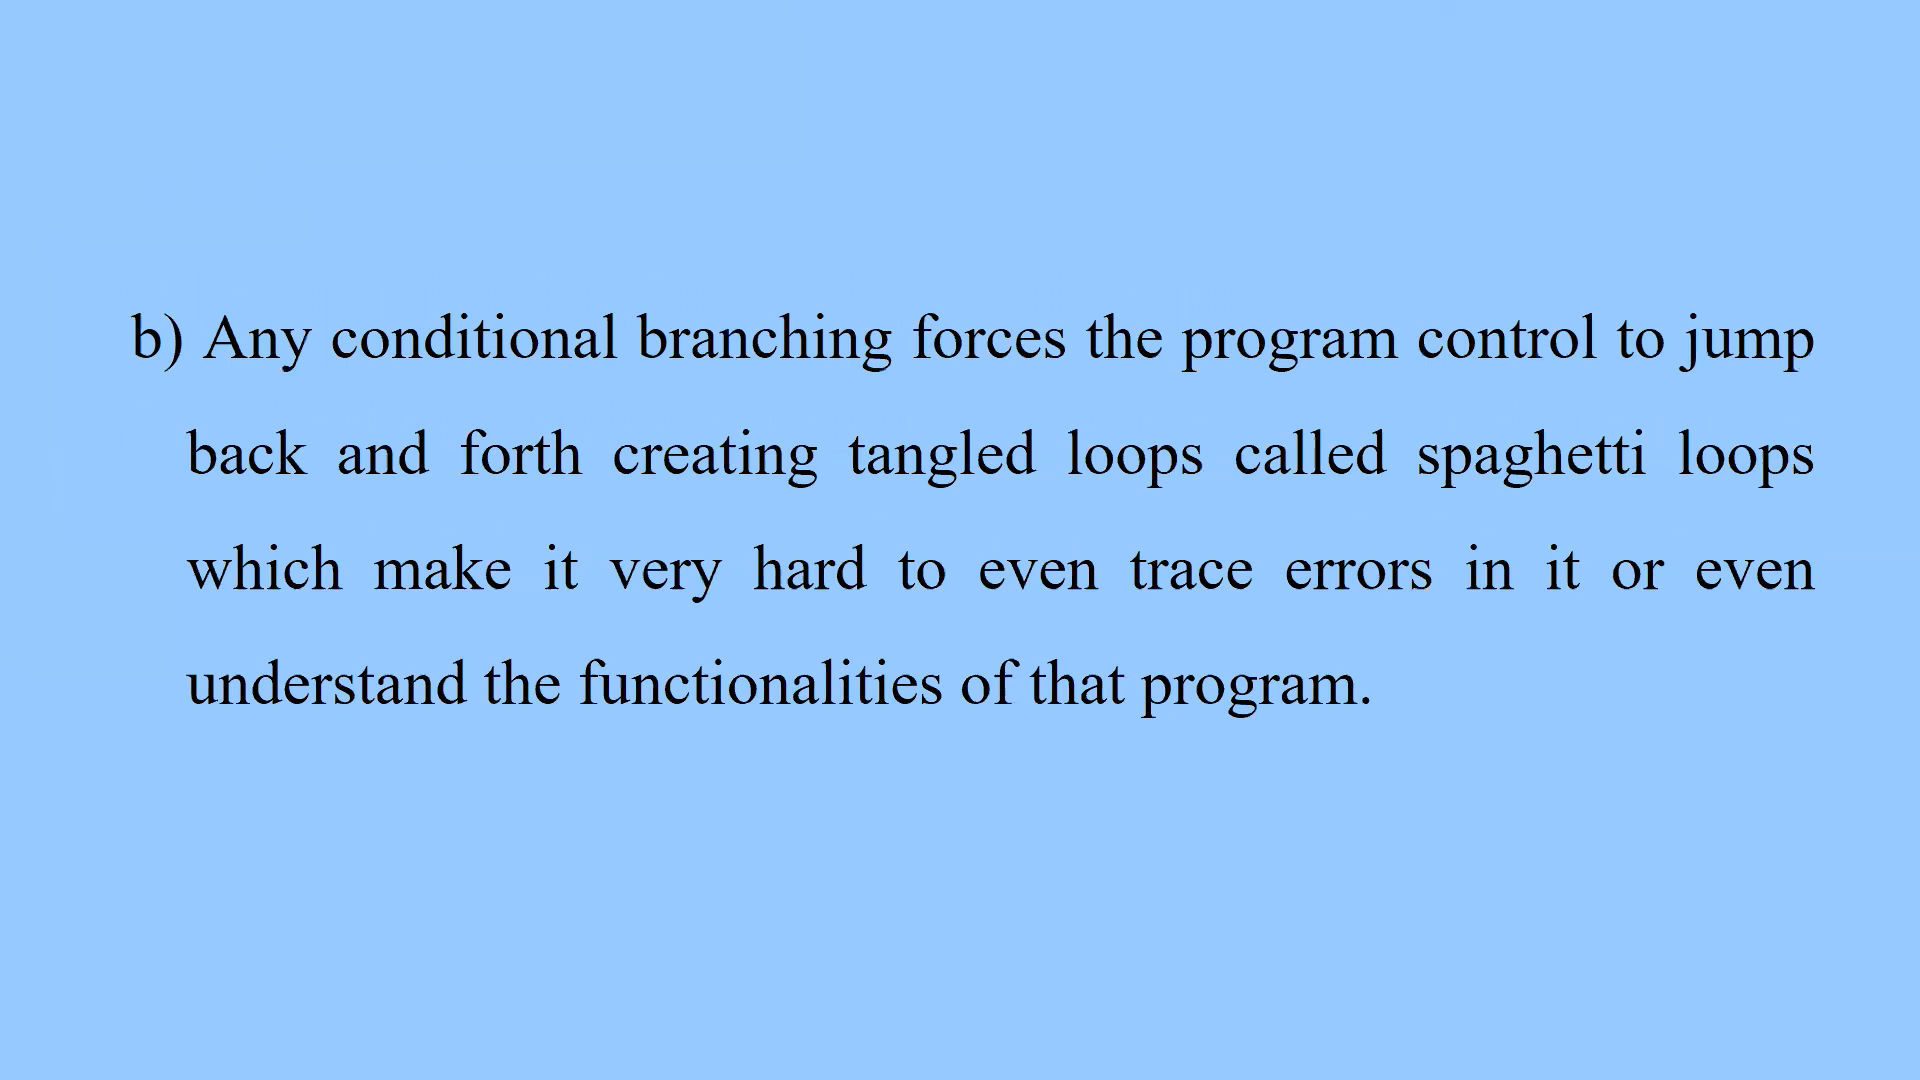 b) Any conditional branching forces the program control to jump
back and forth creating tangled loops called spaghetti loops
which make it very hard to even trace errors in it or even
understand the functionalities of that program.